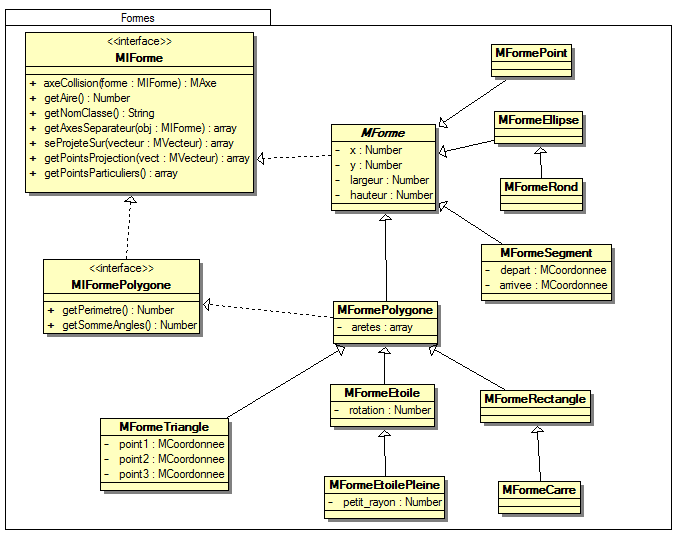 Formes
<<interface>>
MIForme
+ axeCollision(forme : MIForme) : MAxe
+ getAire() : Number
+ getNomClasse() : String
+ getAxesSeparateur(obj : MIForme) : array
+ seProjeteSur(vecteur : MVecteur) : array
+ getPointsProjection(vect : MVecteur) : array
+ getPointsParticuliers() : array
MForme
- x : Number
- y : Number
- largeur : Number
- hauteur : Number
MFormePoint
MFormeEllipse
MFormeRond
MFormeSegment
- depart : MCoordonnee
- arrivee : MCoordonnee
<<interface>>
MIFormePolygone
+ getPerimetre() : Number
+ getSommeAngles() : Number
MFormePolygone
- aretes : array
MFormeTriangle
- point1 : MCoordonnee
- point2 : MCoordonnee
- point3 : MCoordonnee
MFormeEtoile
- rotation : Number
MFormeRectangle
MFormeEtoilPleine
- petit_rayon : Number
MFormeCarre